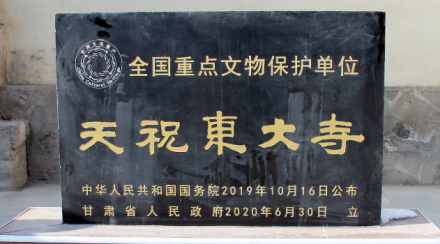 全国重点文物保护单位
天祝東大寺
中华人民共和国国务院2019年10月16日公布
甘肃省人民政府2020年6月30日 立